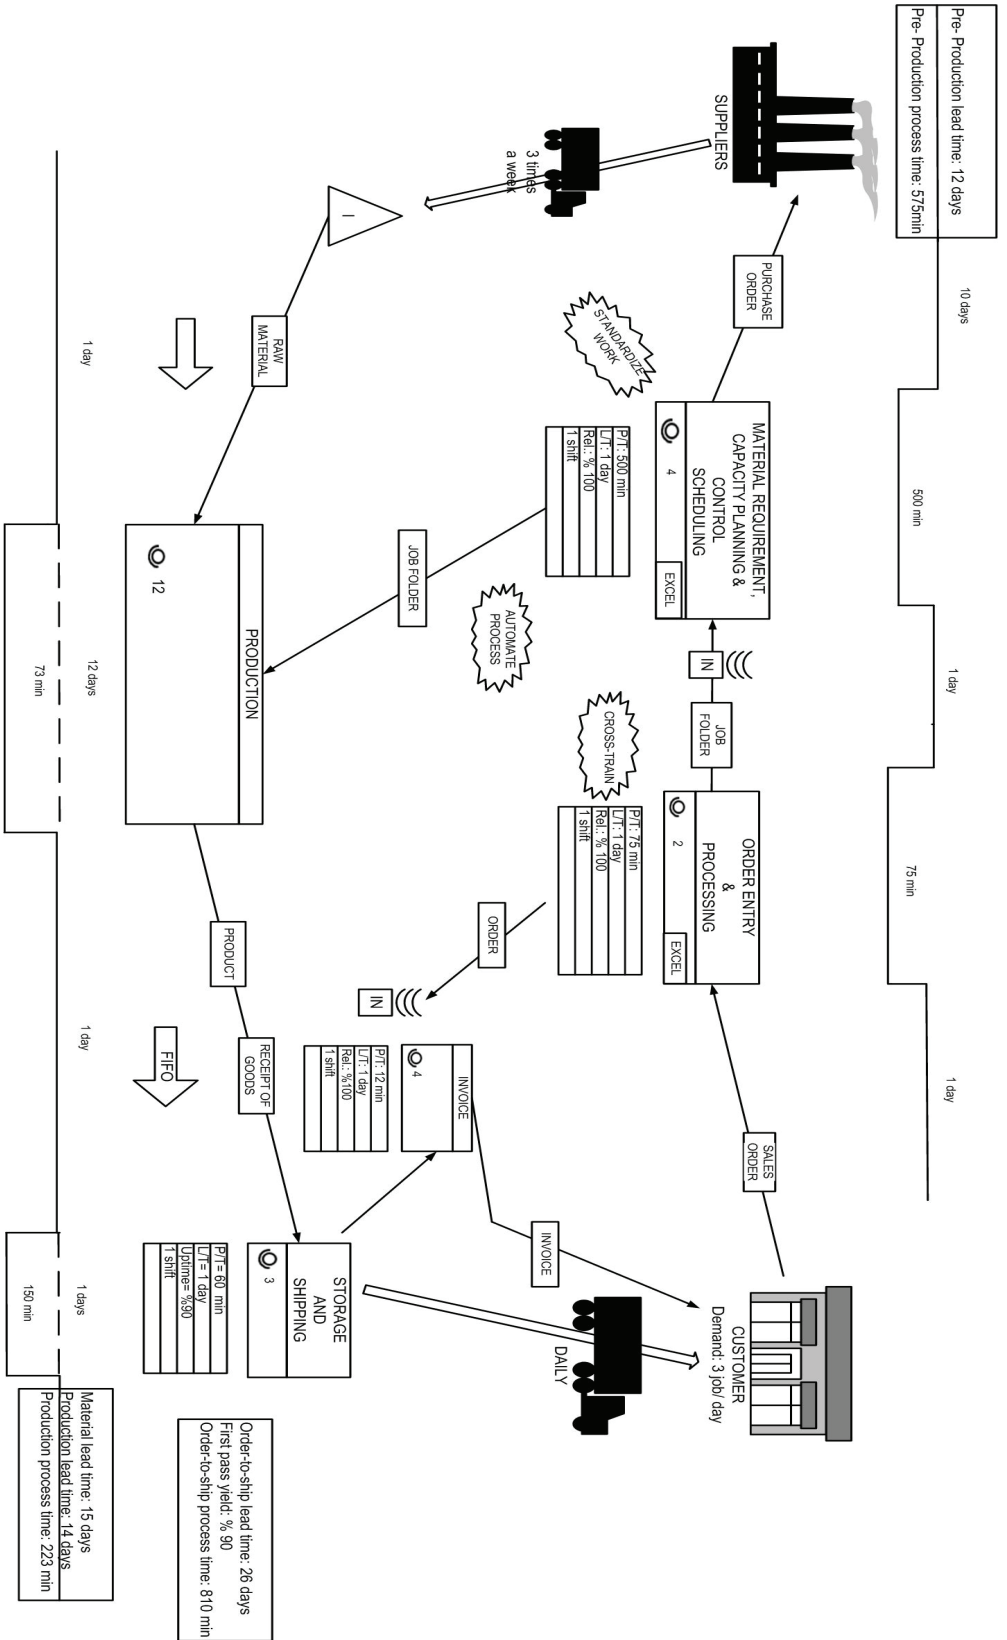 Pre- Production lead time: 12 days
Pre- Production process time: 575min
10 days
500 min
1 day
75 min
1 day
SUPPLIERS
3 times
a week
I
PURCHASE
ORDER
STANDARDIZE
WORK
MATERIAL REQUIREMENT,
CAPACITY PLANNING &
CONTROL
SCHEDULING
4
EXCEL
P/T: 500 min
L/T: 1 day
Rel.: % 100
1 shift
IN
JOB
FOLDER
ORDER ENTRY
&
PROCESSING
2
EXCEL
P/T: 75 min
L/T: 1 day
Rel.: % 100
1 shift
SALES
ORDER
CUSTOMER
Demand: 3 job/ day
AUTOMATE
PROCESS
CROSS-TRAIN
JOB FOLDER
ORDER
IN
INVOICE
4
P/T: 12 min
L/T: 1 day
Rel.: %100
1 shift
INVOICE
DAILY
RAW
MATERIAL
PRODUCTION
12
PRODUCT
RECEIPT OF
GOODS
FIFO
STORAGE
AND
SHIPPING
3
P/T= 60 min
L/T= 1 day
Uptime= %90
1 shift
Order-to-ship lead time: 26 days
First pass yield: % 90
Order-to-ship process time: 810 min
1 day
12 days
73 min
1 day
1 days
150 min
Material lead time: 15 days
Production lead time: 14 days
Production process time: 223 min